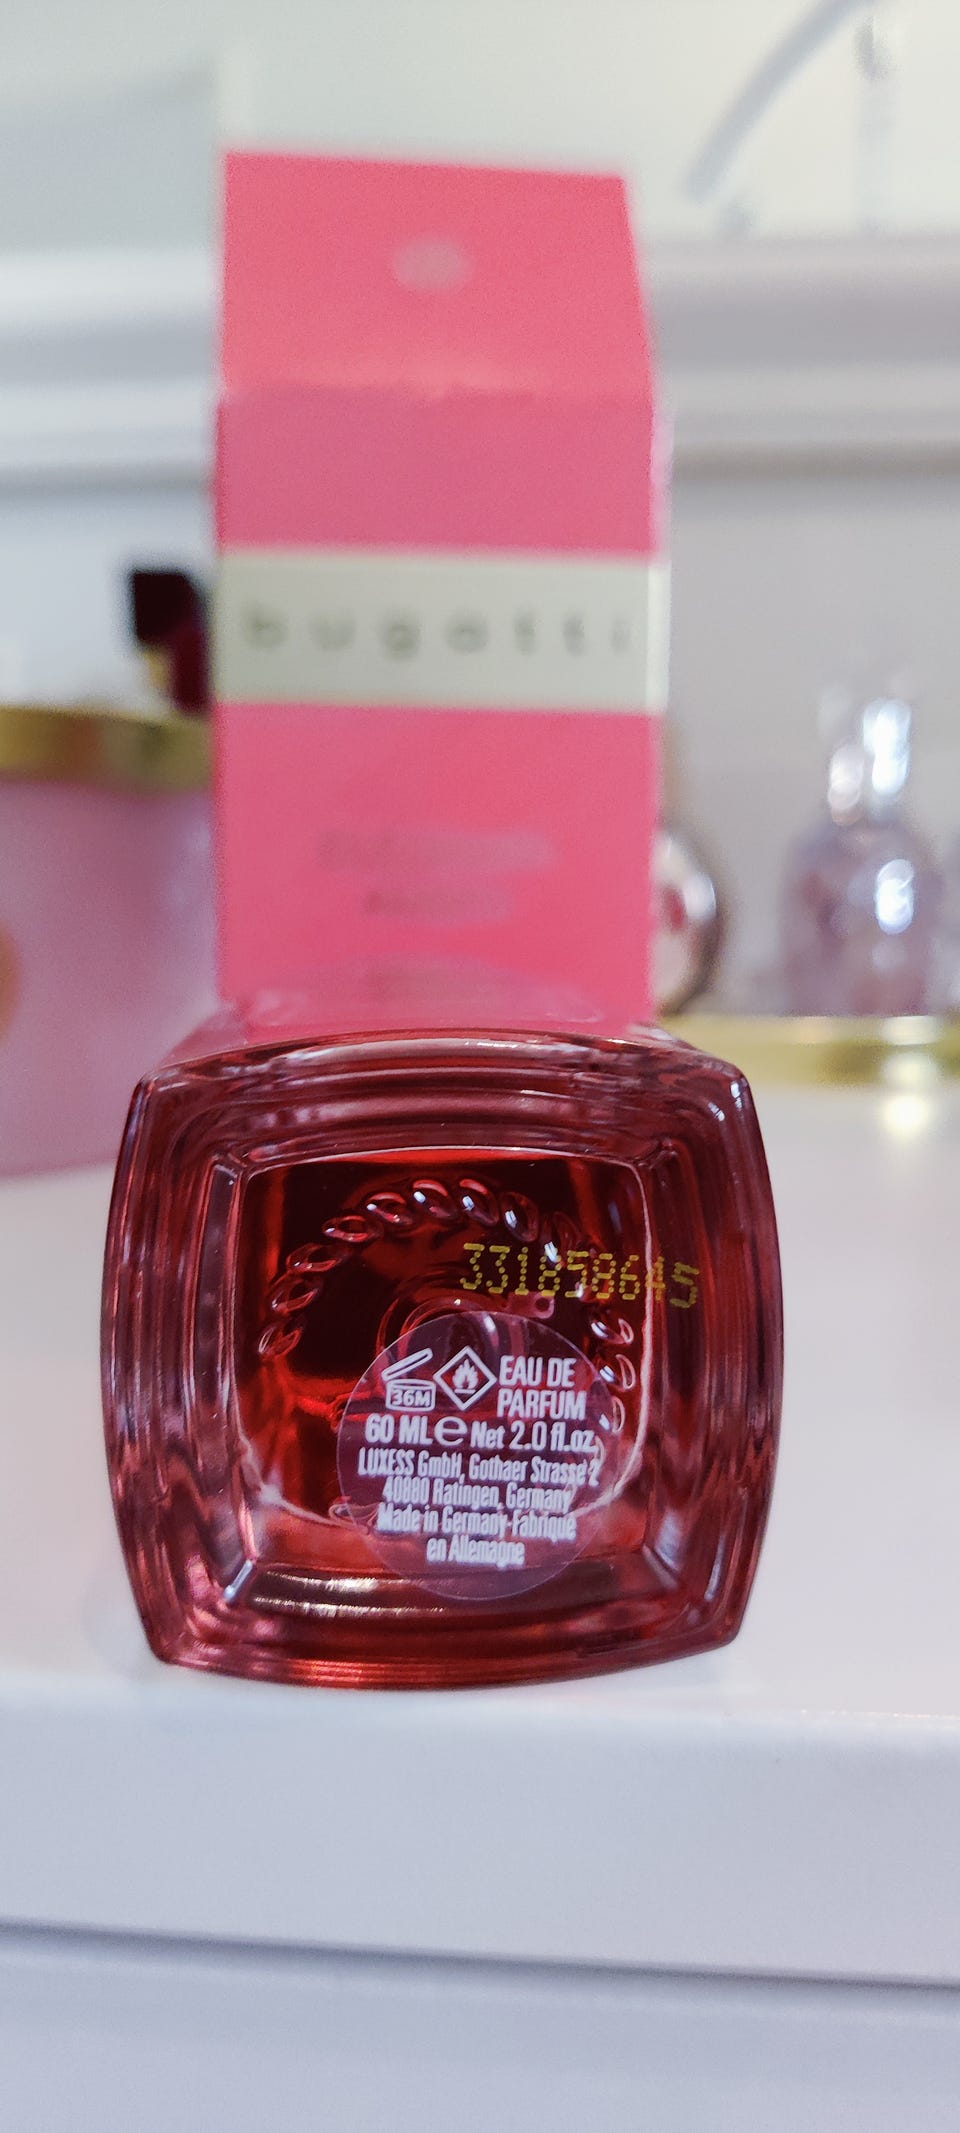 bugatti
331858645
36M
EAU DE
PARFUM
60 ML e Net 2.0 fl.oz.
LUXESS GmbH, Gothaer Strasse 2
40880 Ratingen, Germany
Made in Germany-Fabriqué
en Allemagne